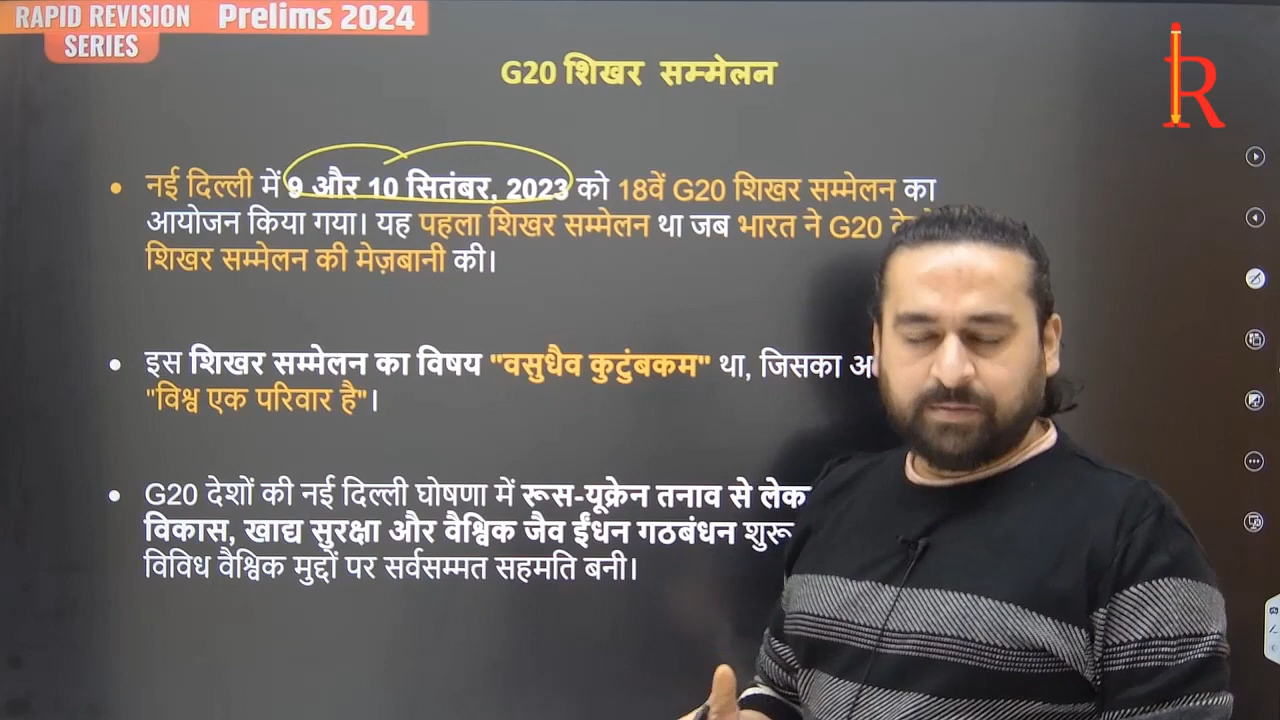 RAPID REVISION
SERIES
Prelims 2024
R
G20 शिखर सम्मेलन
नई दिल्ली में 9 और 10 सितंबर, 2023 को 18वें G20 शिखर सम्मेलन का
आयोजन किया गया। यह पहला शिखर सम्मेलन था जब भारत ने G20
शिखर सम्मेलन की मेज़बानी की।
इस शिखर सम्मेलन का विषय "वसुधैव कुटुंबकम" था, जिसका
"विश्व एक परिवार है"।
G20 देशों की नई दिल्ली घोषणा में रूस-यूक्रेन तनाव से
विकास, खाद्य सुरक्षा और वैश्विक जैव ईंधन गठबंधन शुरू
विविध वैश्विक मुद्दों पर सर्वसम्मत सहमति बनी।